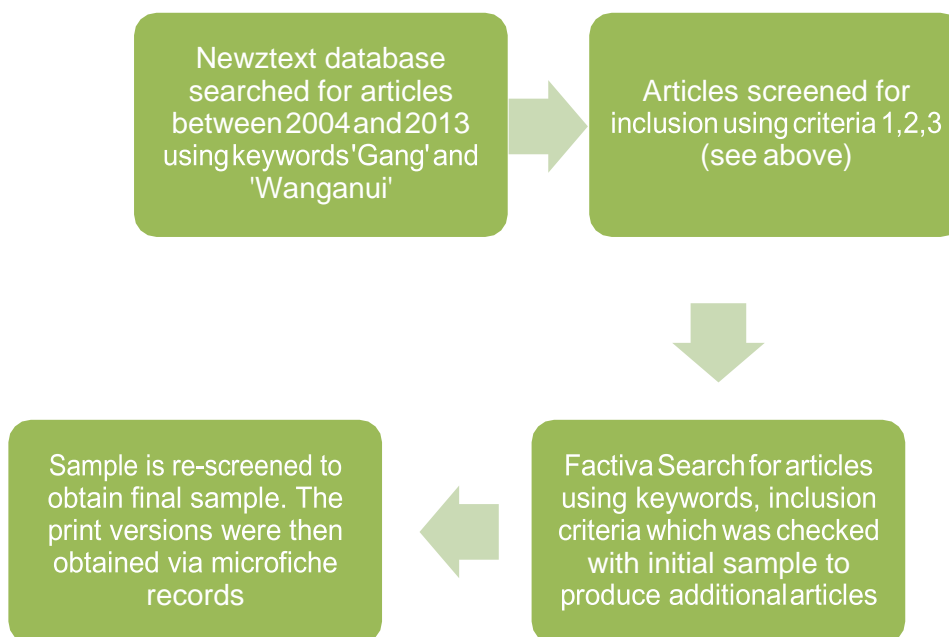 Newztext database
searched for articles
between 2004 and 2013
using keywords 'Gang' and
'Wanganui'
Articles screened for
inclusion using criteria 1,2,3
(see above)
Factiva Search for articles
using keywords, inclusion
criteria which was checked
with initial sample to
produce additional articles
Sample is re-screened to
obtain final sample. The
print versions were then
obtained via microfiche
records